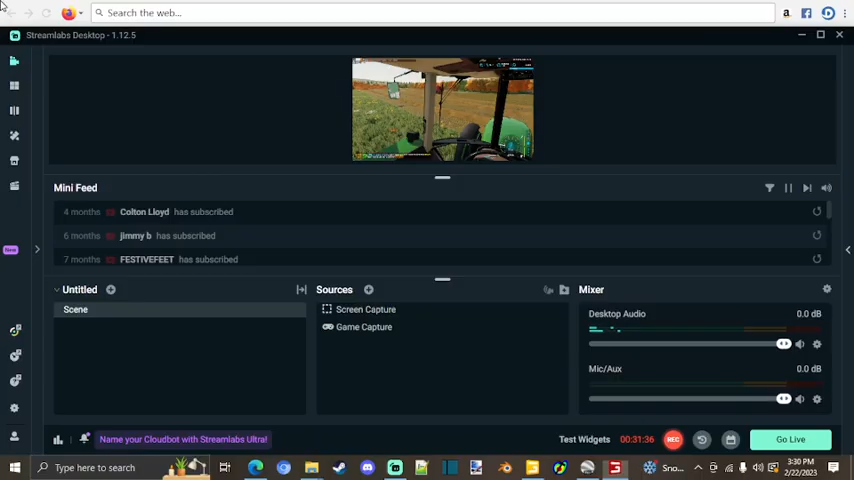 Search the web...
Streamlabs Desktop - 1.12.5
Mini Feed
4 months Colton Lloyd has subscribed
6 months jimmy b has subscribed
7 months FESTIVEFEET has subscribed
Untitled
Scene
Sources
Screen Capture
Game Capture
Mixer
Desktop Audio 0.0 dB
Mic/Aux 0.0 dB
Name your Cloudbot with Streamlabs Ultra!
Test Widgets 00:31:36 REC Go Live
Type here to search
Sno...
3:30 PM
2/22/2023